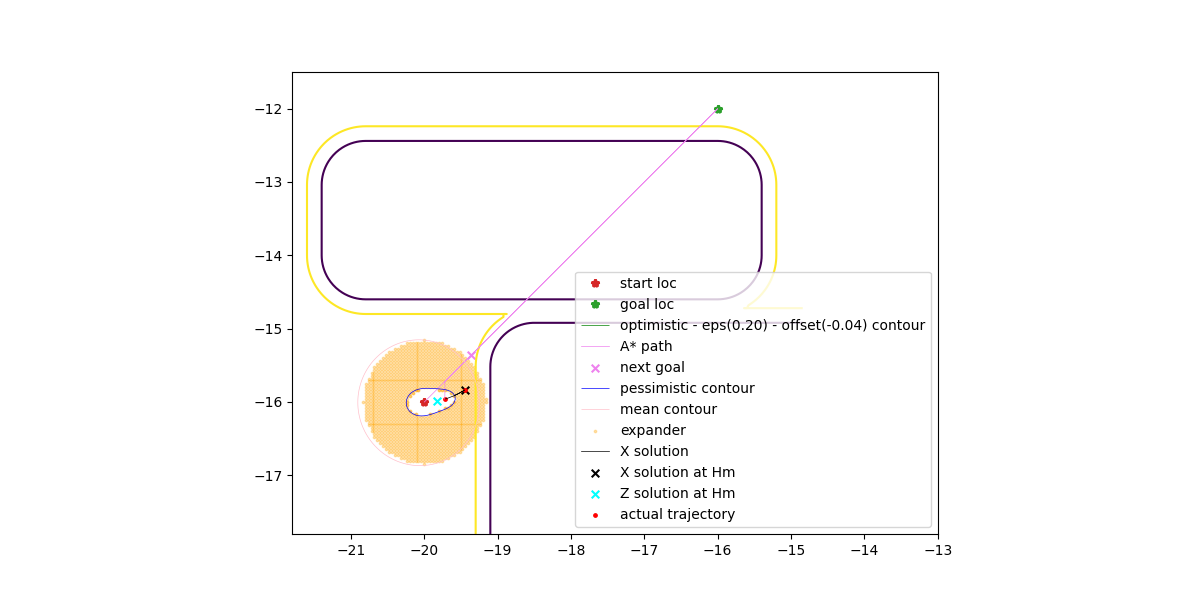 −12
−13
−14
−15
−16
−17
start loc
goal loc
optimistic - eps(0.20) - offset(-0.04) contour
A* path
next goal
pessimistic contour
mean contour
expander
X solution
X solution at Hm
Z solution at Hm
actual trajectory
−21 −20 −19 −18 −17 −16 −15 −14 −13